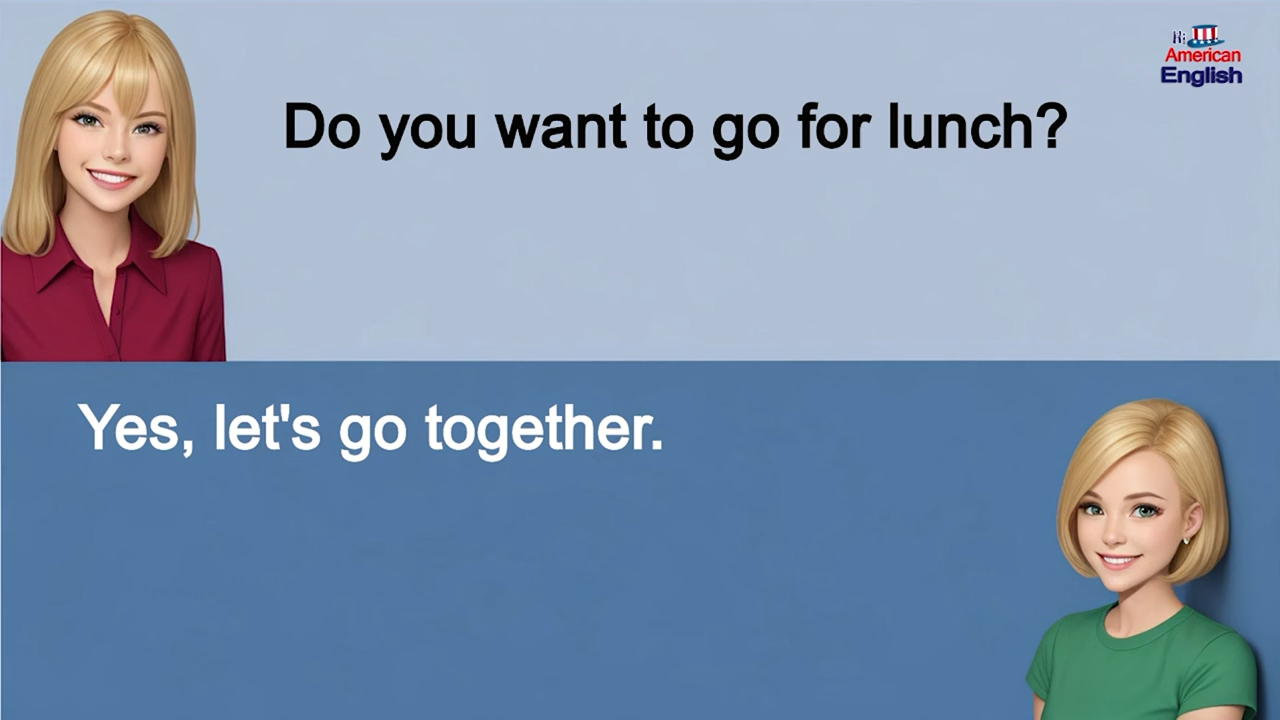 Hi
American
English
Do you want to go for lunch?
Yes, let's go together.